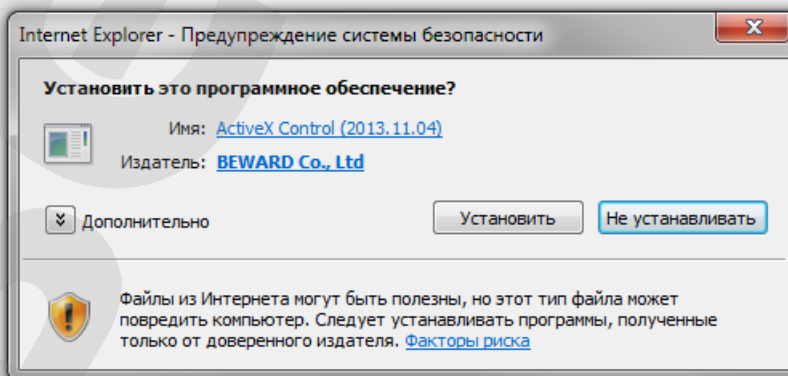 Internet Explorer - Предупреждение системы безопасности
Установить это программное обеспечение?
Имя: ActiveX Control (2013.11.04)
Издатель: BEWARD Co., Ltd
Дополнительно
Установить
Не устанавливать
Файлы из Интернета могут быть полезны, но этот тип файла может
повредить компьютер. Следует устанавливать программы, полученные
только от доверенного издателя. Факторы риска